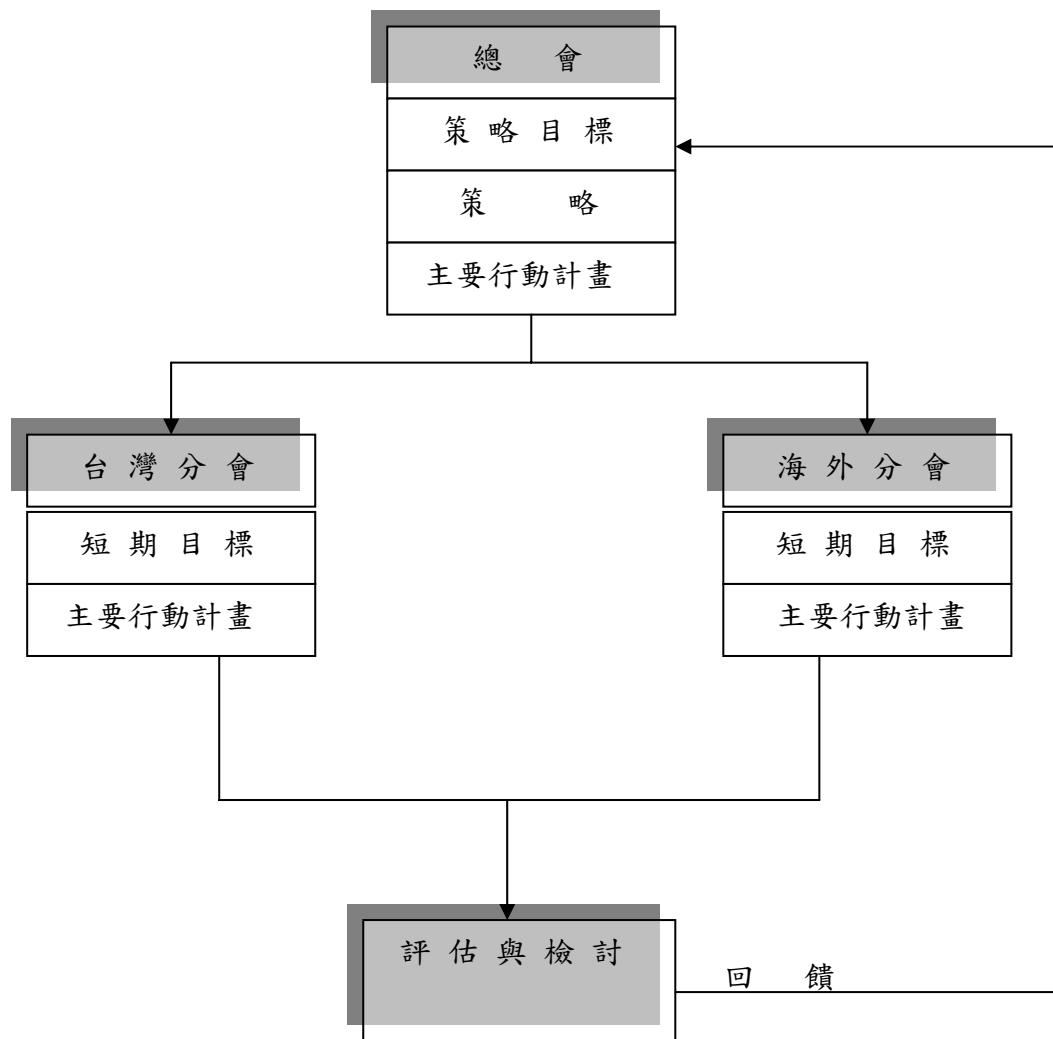 總會
策略目標
策略
主要行動計畫
台灣分會
海外分會
短期目標
短期目標
主要行動計畫
主要行動計畫
評估與檢討
回饋